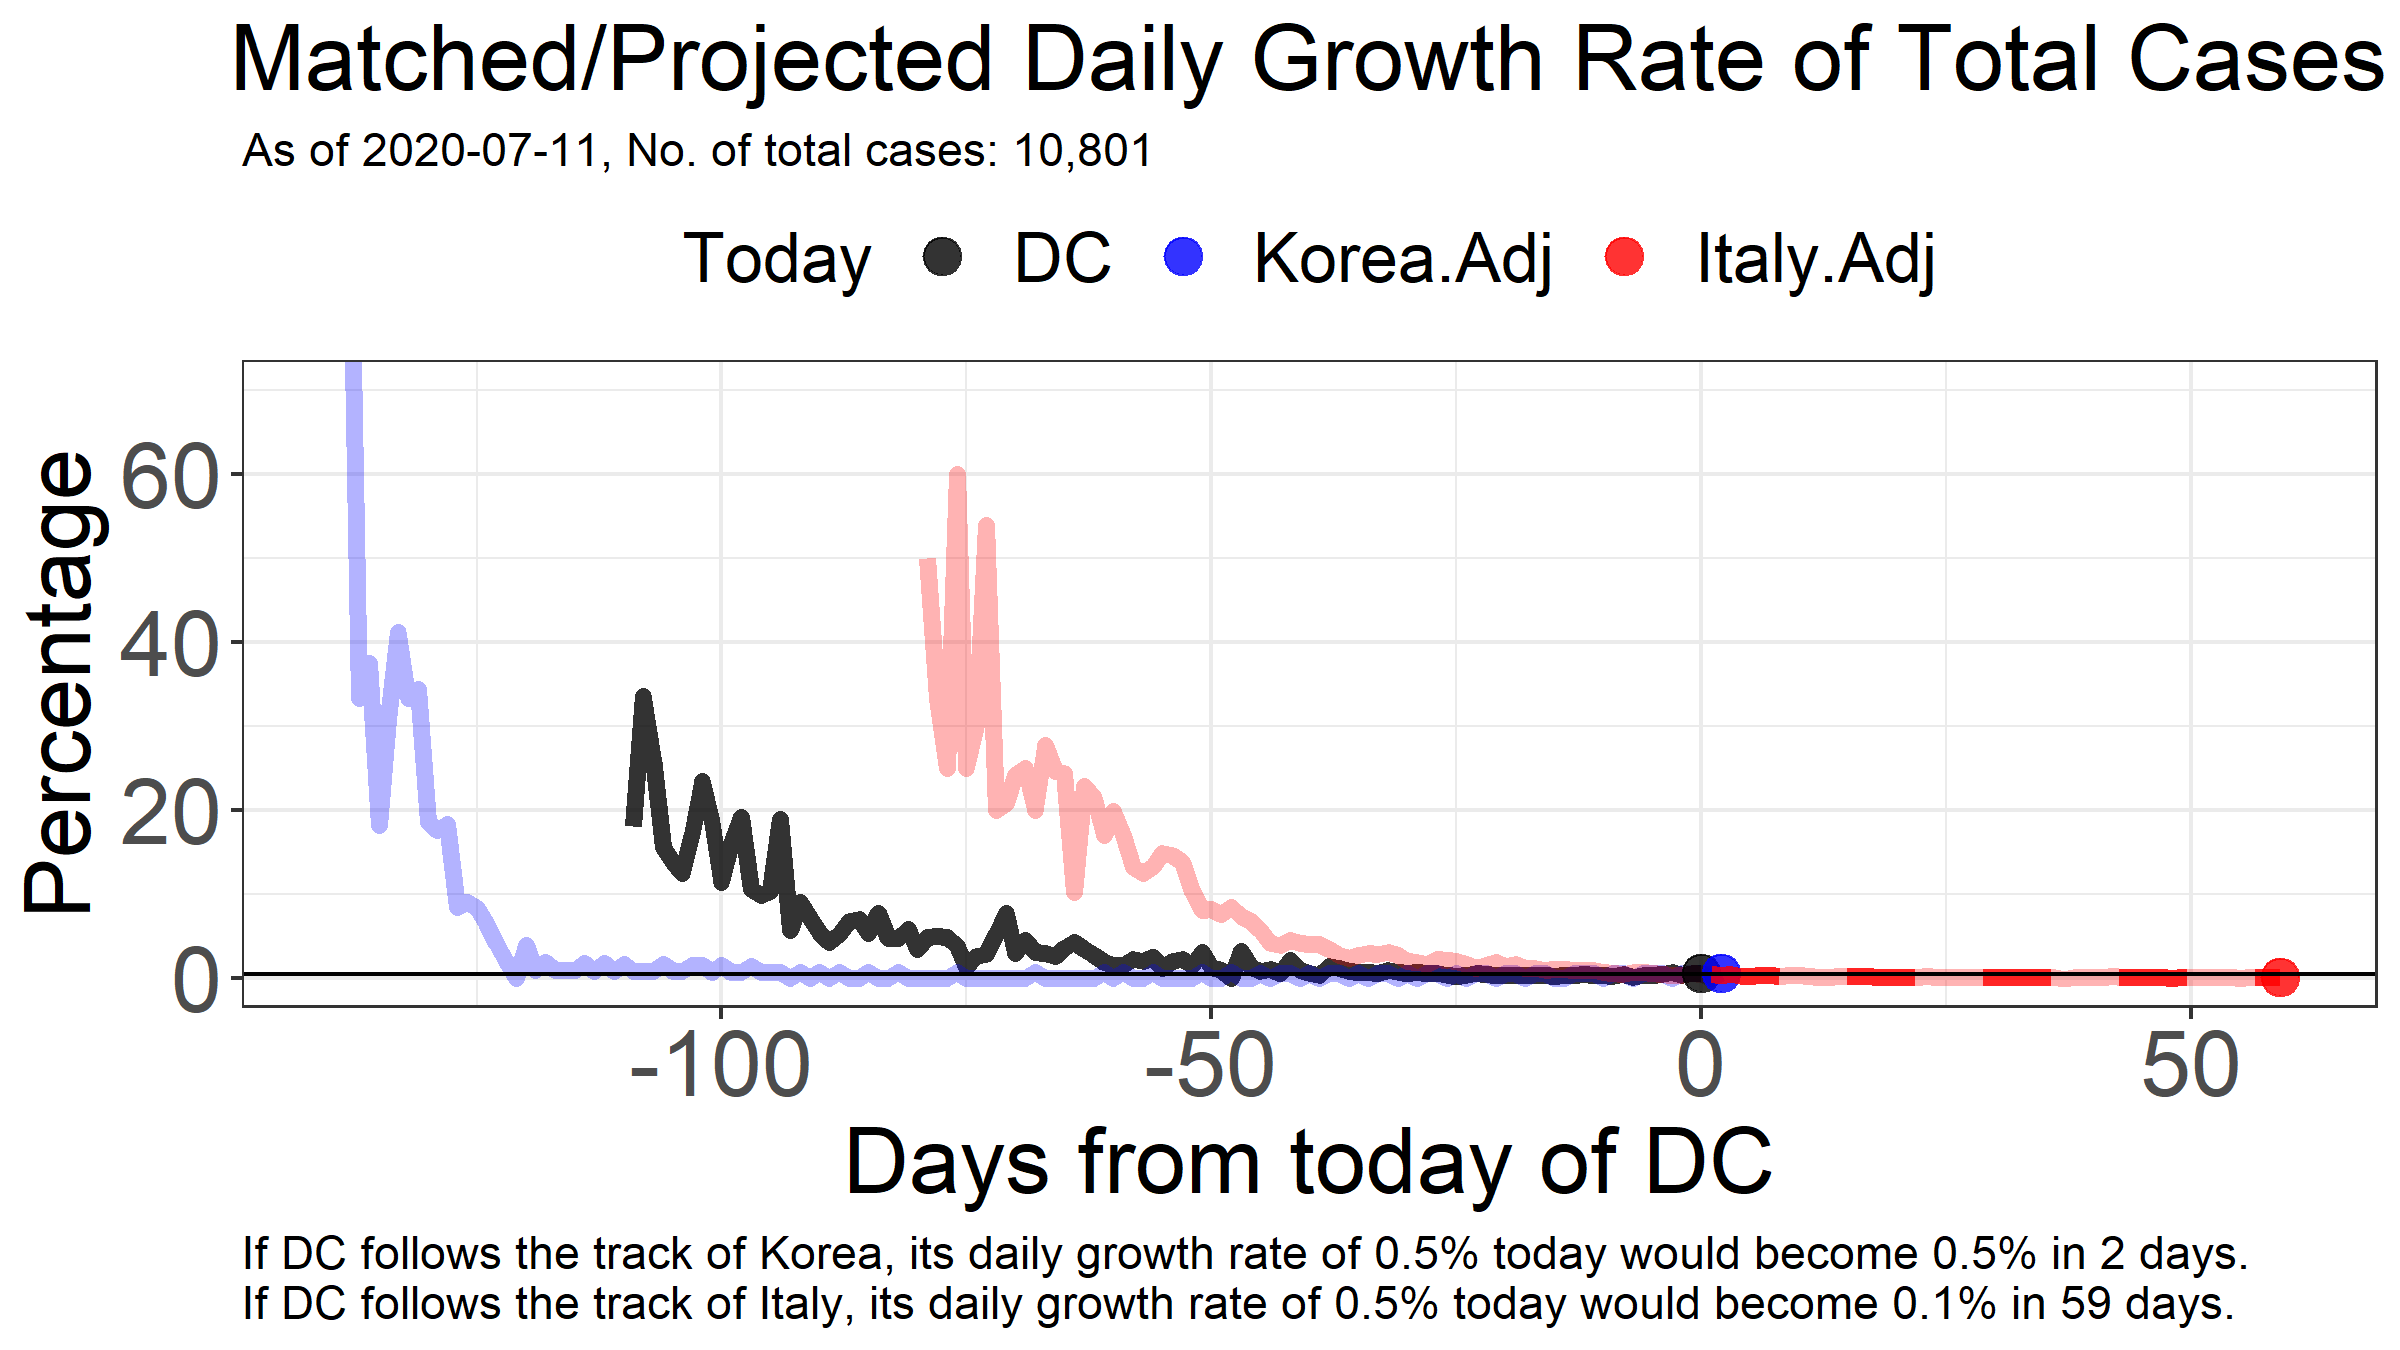 Matched/Projected Daily Growth Rate of Total Cases
As of 2020-07-11, No. of total cases: 10,801
Today DC Korea.Adj Italy.Adj
Percentage
60
40
20
0
-100 -50 0 50
Days from today of DC
If DC follows the track of Korea, its daily growth rate of 0.5% today would become 0.5% in 2 days.
If DC follows the track of Italy, its daily growth rate of 0.5% today would become 0.1% in 59 days.